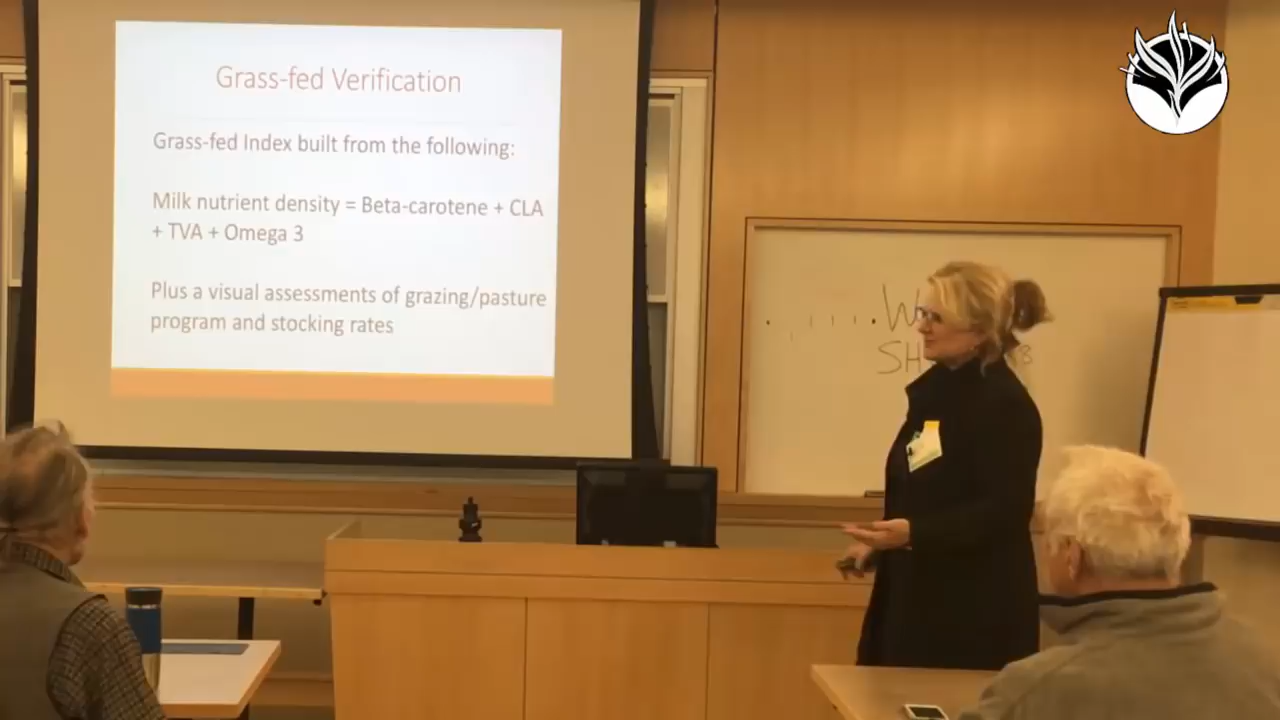 Grass-fed Verification
Grass-fed Index built from the following:
Milk nutrient density = Beta-carotene + CLA
+ TVA + Omega 3
Plus a visual assessments of grazing/pasture
program and stocking rates